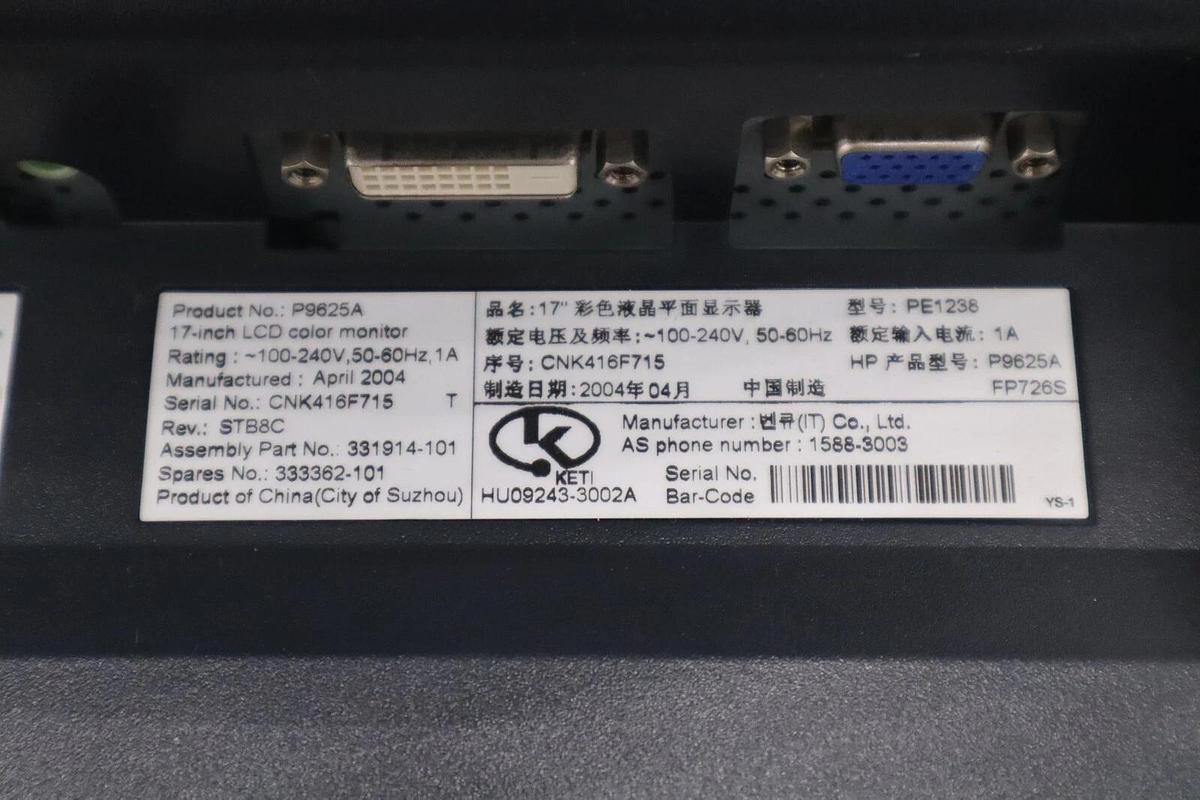 Product No.: P9625A
17-inch LCD color monitor
Rating : ~100-240V,50-60Hz,1A
Manufactured : April 2004
Serial No.: CNK416F715 T
Rev.: STB8C
Assembly Part No.: 331914-101
Spares No.: 333362-101
Product of China(City of Suzhou)
品名:17" 彩色液晶平面显示器 型号: PE1238
额定电压及频率:~100-240V, 50-60Hz 额定输入电流: 1A
序号: CNK416F715 HP 产品型号: P9625A
制造日期:2004年04月 中国制造 FP726S
K
KETI
HU09243-3002A
Manufacturer :벤큐(IT) Co., Ltd.
AS phone number : 1588-3003
Serial No.
Bar-Code
YS-1